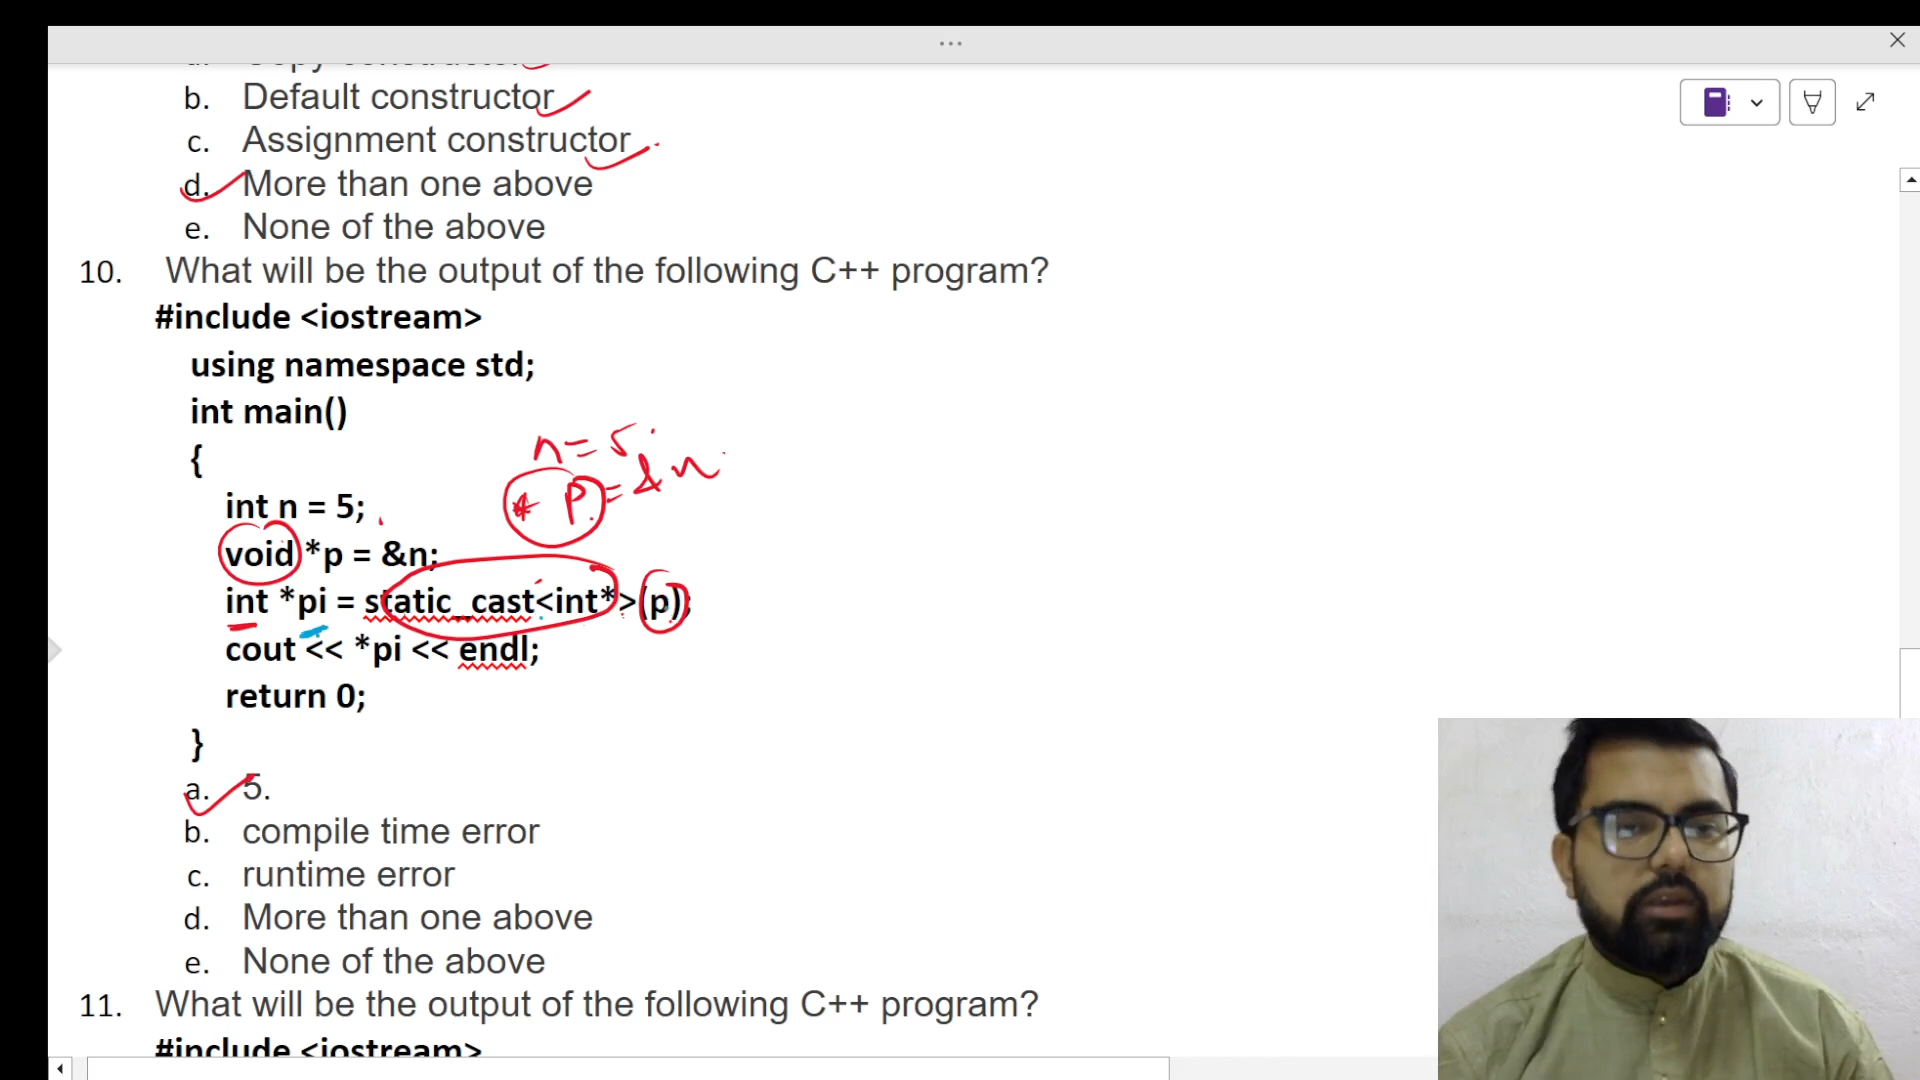 b. Default constructor
c. Assignment constructor
d. More than one above
e. None of the above
10. What will be the output of the following C++ program?
#include <iostream>
using namespace std;
int main()
{
n = 5
int n = 5;
* p = &n
void *p = &n;
int *pi = static_cast<int*>(p);
cout << *pi << endl;
return 0;
}
a. 5.
b. compile time error
c. runtime error
d. More than one above
e. None of the above
11. What will be the output of the following C++ program?
#include <iostream>